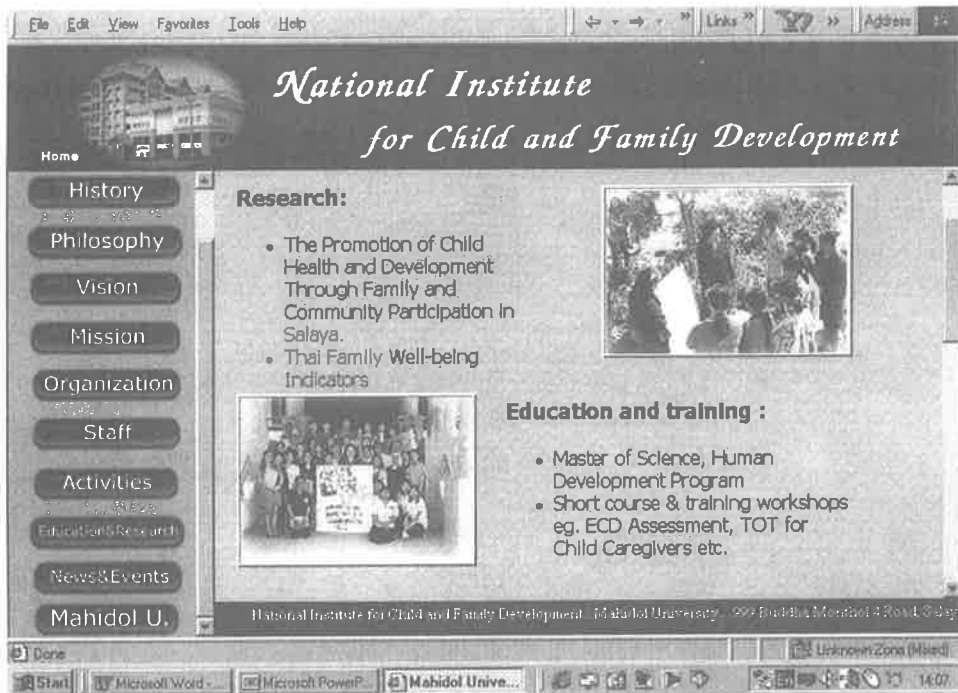 File Edit View Favorites Tools Help
Links
Address
National Institute
for Child and Family Development
Home
History
Philosophy
Vision
Mission
Organization
Staff
Activities
Education&Research
News&Events
Mahidol U.
Research:
• The Promotion of Child
Health and Development
Through Family and
Community Participation in
Salaya.
• Thai Family Well-being
Indicators
Education and training :
• Master of Science, Human
Development Program
• Short course & training workshops
eg. ECD Assessment, TOT for
Child Caregivers etc.
National Institute for Child and Family Development Mahidol University 999 Buddha Monthol 4 Road, Salay
Done
Unknown Zone (Mixed)
Start Microsoft Word - ... Microsoft PowerP... Mahidol Unive... 14:07